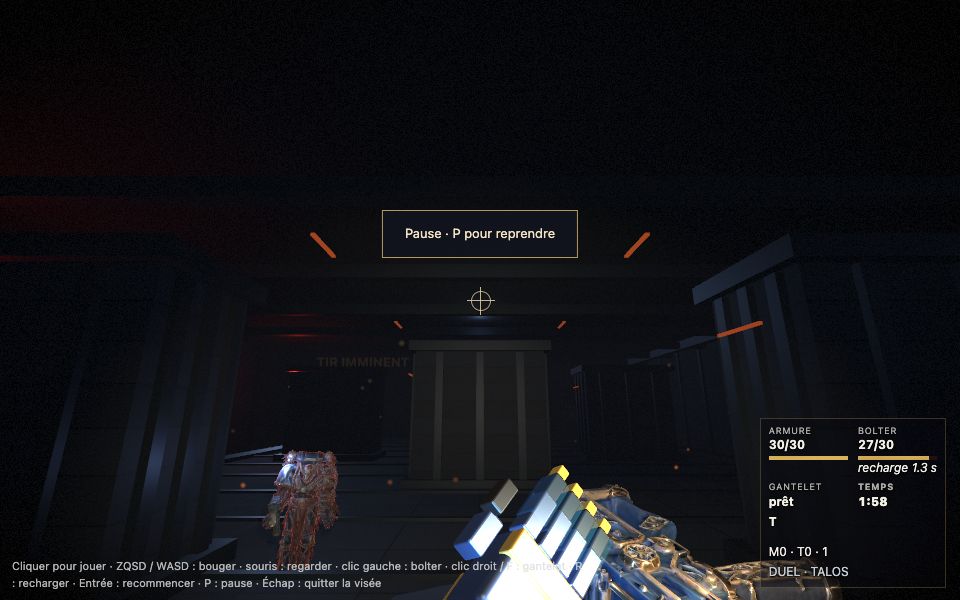 Pause · P pour reprendre
TIR IMMINENT
ARMURE
30/30
BOLTER
27/30
recharge 1.3 s
GANTELET
prêt
T
TEMPS
1:58
M0 · T0 · 1
DUEL · TALOS
Cliquer pour jouer · ZQSD / WASD : bouger · souris : regarder · clic gauche : bolter · clic droit / F : gantelet · R
: recharger · Entrée : recommencer · P : pause · Échap : quitter la visée